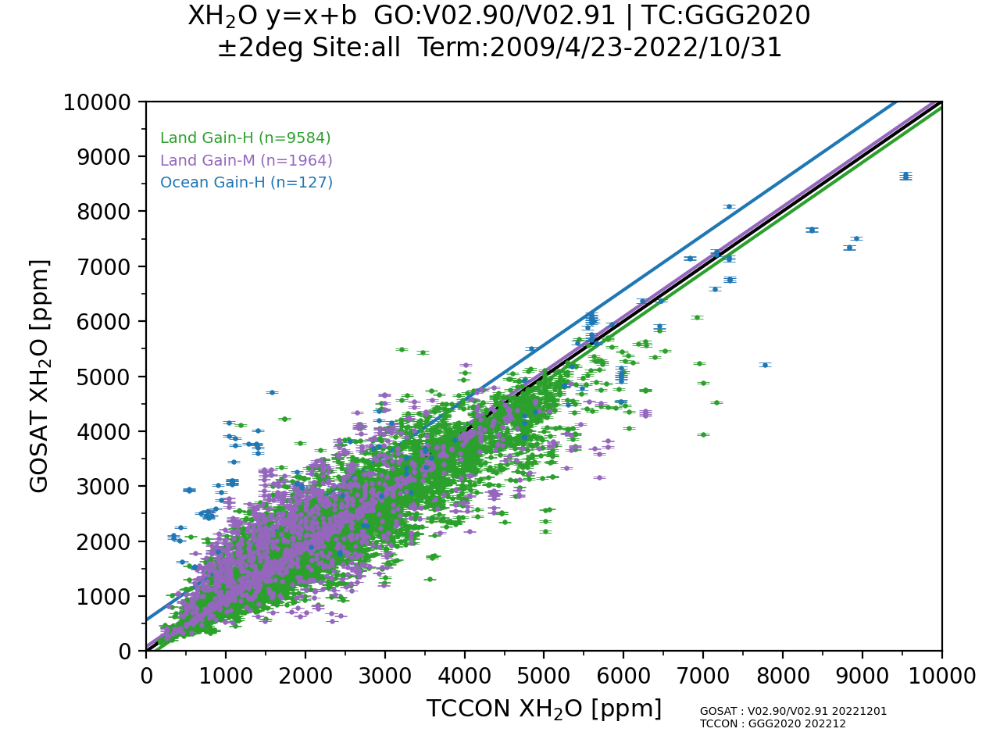 XH₂O y=x+b  GO:V02.90/V02.91 | TC:GGG2020
±2deg Site:all  Term:2009/4/23-2022/10/31
10000
9000
8000
7000
6000
5000
4000
3000
2000
1000
0
Land Gain-H (n=9584)
Land Gain-M (n=1964)
Ocean Gain-H (n=127)
GOSAT XH₂O [ppm]
0 1000 2000 3000 4000 5000 6000 7000 8000 9000 10000
TCCON XH₂O [ppm]
GOSAT : V02.90/V02.91 20221201
TCCON : GGG2020 202212